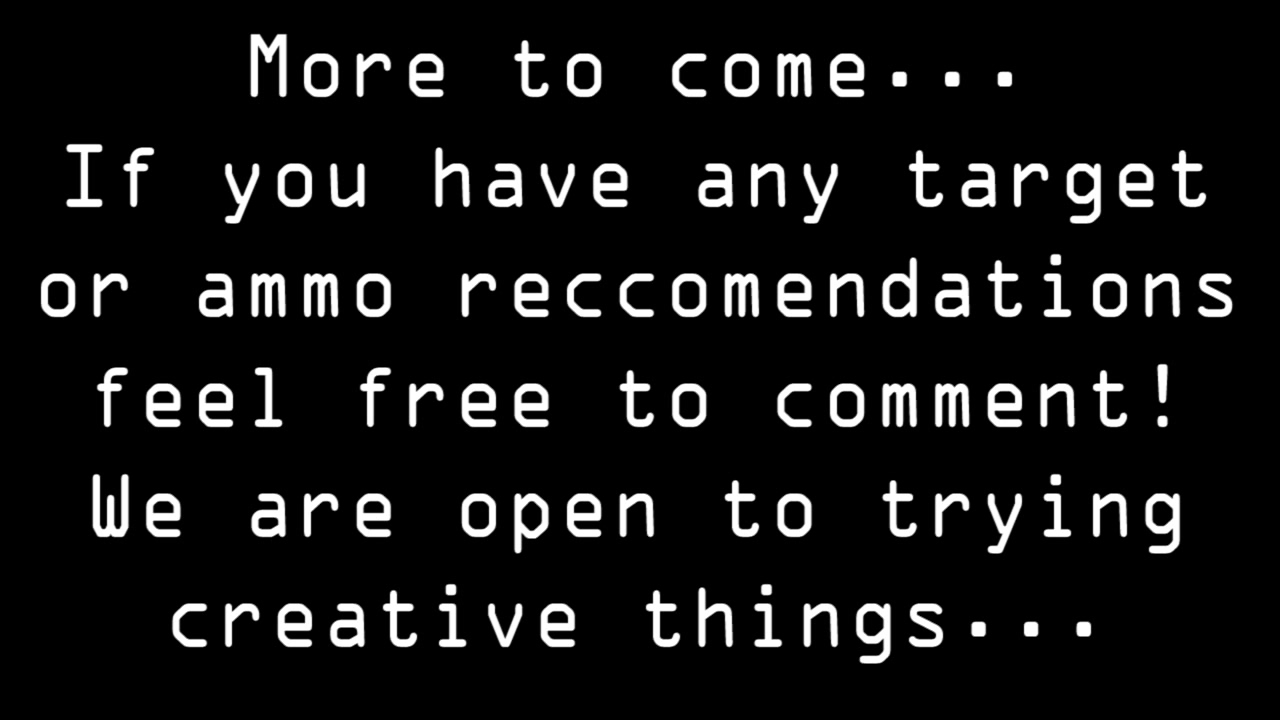 More to come...
If you have any target
or ammo reccomendations
feel free to comment!
We are open to trying
creative things...